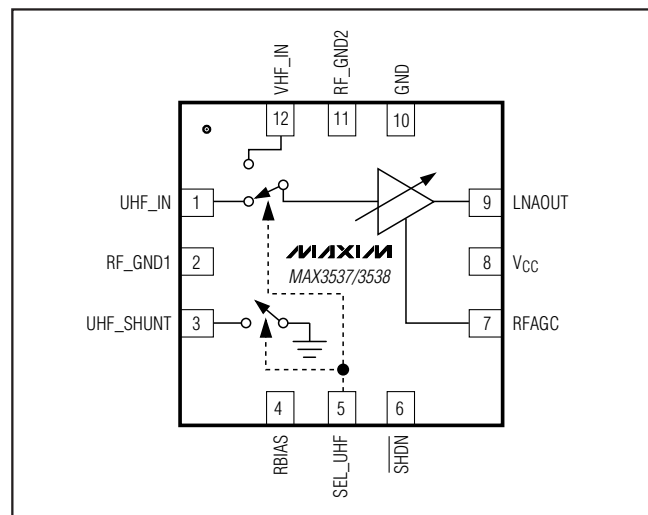 VHF_IN
RF_GND2
GND
12
11
10
UHF_IN
1
9
LNAOUT
MAXIM
RF_GND1
2
8
VCC
MAX3537/3538
UHF_SHUNT
3
7
RFAGC
4
5
6
RBIAS
SEL_UHF
SHDN